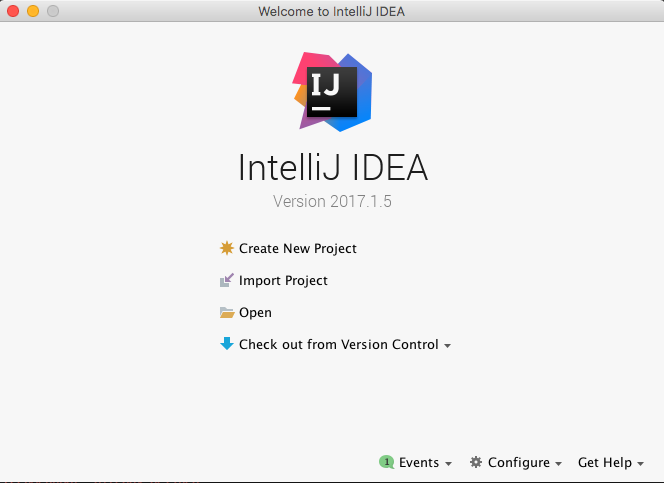 Welcome to IntelliJ IDEA
IJ
IntelliJ IDEA
Version 2017.1.5
Create New Project
Import Project
Open
Check out from Version Control
1 Events Configure Get Help